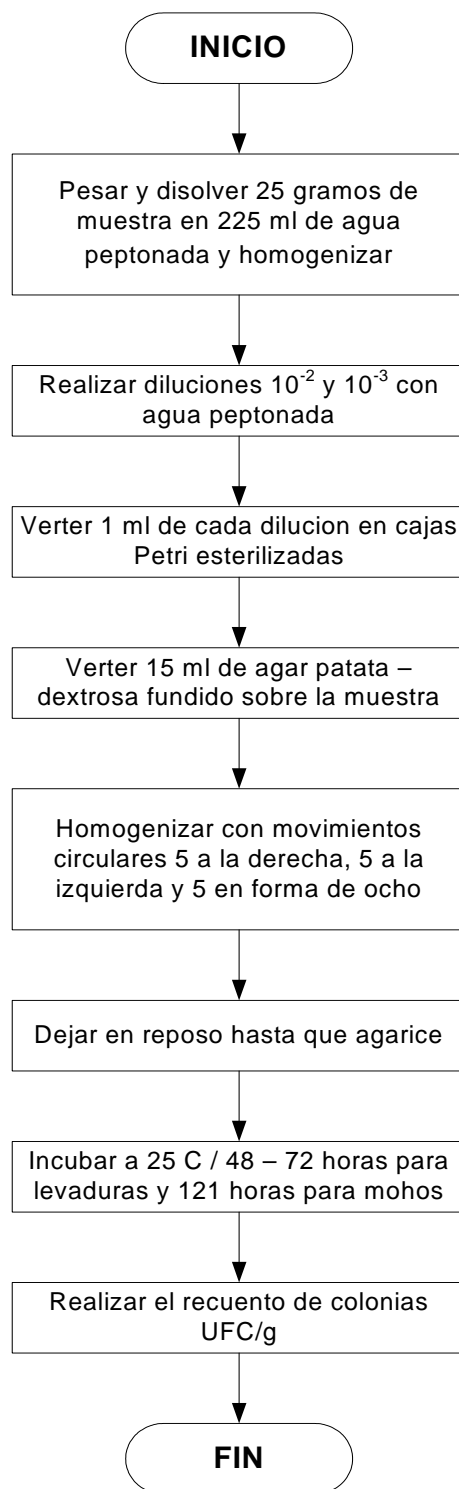 INICIO
Pesar y disolver 25 gramos de
muestra en 225 ml de agua
peptonada y homogenizar
Realizar diluciones 10⁻² y 10⁻³ con
agua peptonada
Verter 1 ml de cada dilucion en cajas
Petri esterilizadas
Verter 15 ml de agar patata –
dextrosa fundido sobre la muestra
Homogenizar con movimientos
circulares 5 a la derecha, 5 a la
izquierda y 5 en forma de ocho
Dejar en reposo hasta que agarice
Incubar a 25 C / 48 – 72 horas para
levaduras y 121 horas para mohos
Realizar el recuento de colonias
UFC/g
FIN